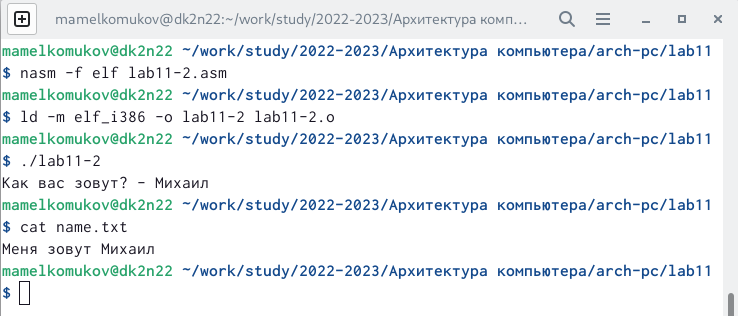 mamelkomukov@dk2n22:~/work/study/2022-2023/Архитектура комп...
mamelkomukov@dk2n22 ~/work/study/2022-2023/Архитектура компьютера/arch-pc/lab11
$ nasm -f elf lab11-2.asm
mamelkomukov@dk2n22 ~/work/study/2022-2023/Архитектура компьютера/arch-pc/lab11
$ ld -m elf_i386 -o lab11-2 lab11-2.o
mamelkomukov@dk2n22 ~/work/study/2022-2023/Архитектура компьютера/arch-pc/lab11
$ ./lab11-2
Как вас зовут? - Михаил
mamelkomukov@dk2n22 ~/work/study/2022-2023/Архитектура компьютера/arch-pc/lab11
$ cat name.txt
Меня зовут Михаил
mamelkomukov@dk2n22 ~/work/study/2022-2023/Архитектура компьютера/arch-pc/lab11
$